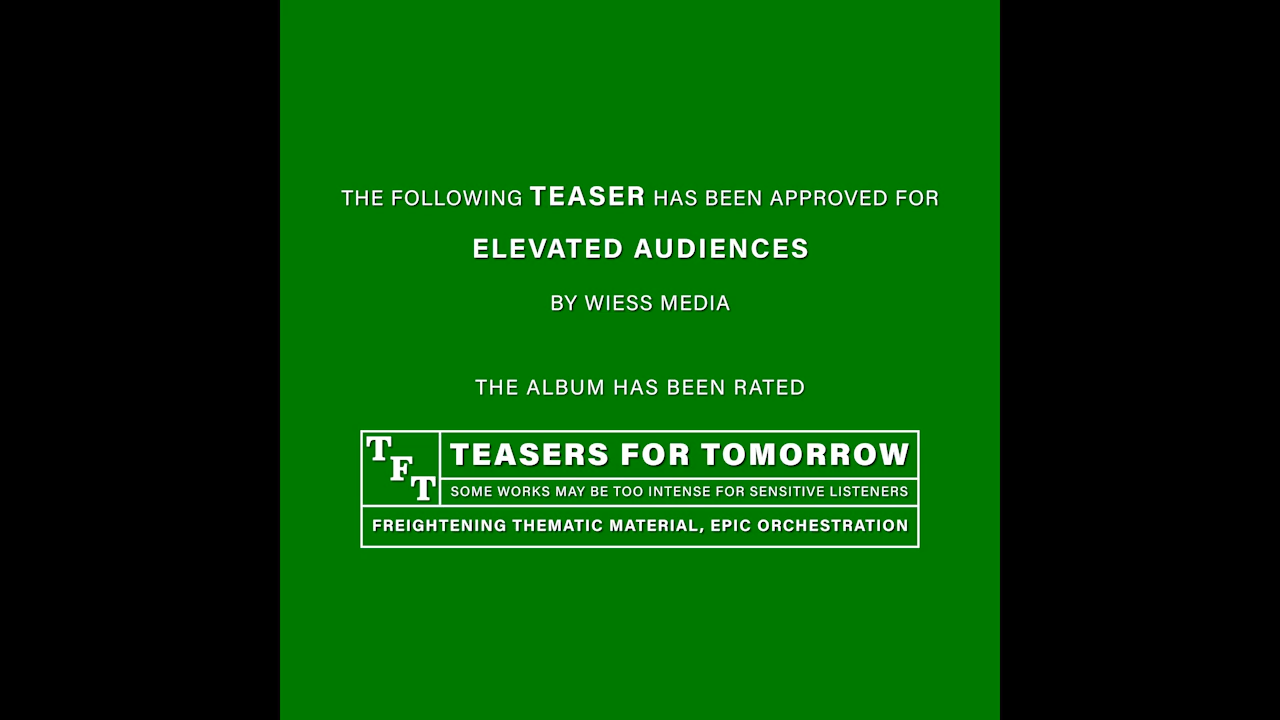 THE FOLLOWING TEASER HAS BEEN APPROVED FOR
ELEVATED AUDIENCES
BY WIESS MEDIA
THE ALBUM HAS BEEN RATED
TFT
TEASERS FOR TOMORROW
SOME WORKS MAY BE TOO INTENSE FOR SENSITIVE LISTENERS
FREIGHTENING THEMATIC MATERIAL, EPIC ORCHESTRATION